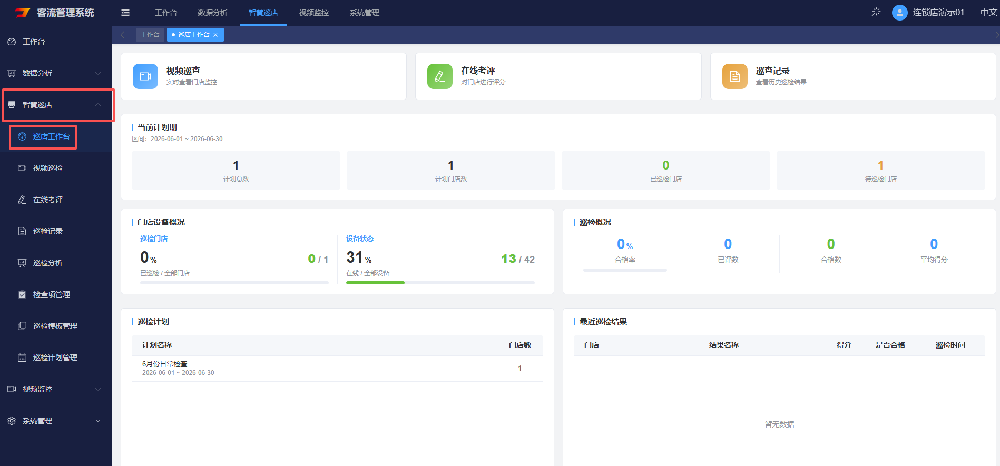 客流管理系统
工作台
数据分析
智慧巡店
视频监控
系统管理
连锁店演示01
中文
工作台
巡店工作台
工作台
数据分析
智慧巡店
巡店工作台
视频巡检
在线考评
巡检记录
巡检分析
检查项管理
巡检模板管理
巡检计划管理
视频监控
系统管理
视频巡查
实时查看门店监控
在线考评
对门店进行评分
巡查记录
查看历史巡检结果
当前计划期
区间：2026-06-01 ~ 2026-06-30
1
计划总数
1
计划门店数
0
已巡检门店
1
待巡检门店
门店设备概况
巡检门店
0%
0 / 1
已巡检 / 全部门店
设备状态
31%
13 / 42
在线 / 全部设备
巡检概况
0%
合格率
0
已评数
0
合格数
0
平均得分
巡检计划
计划名称 门店数
6月份日常检查
2026-06-01 ~ 2026-06-30
1
最近巡检结果
门店 结果名称 得分 是否合格 巡检时间
暂无数据